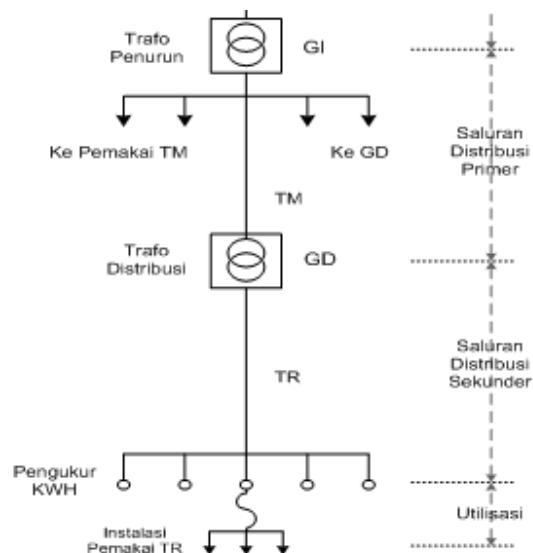 Trafo
Penurun
GI
Ke Pemakai TM
Ke GD
Saluran
Distribusi
Primer
TM
Trafo
Distribusi
GD
TR
Saluran
Distribusi
Sekunder
Pengukur
KWH
Utilisasi
Instalasi
Pemakai TR